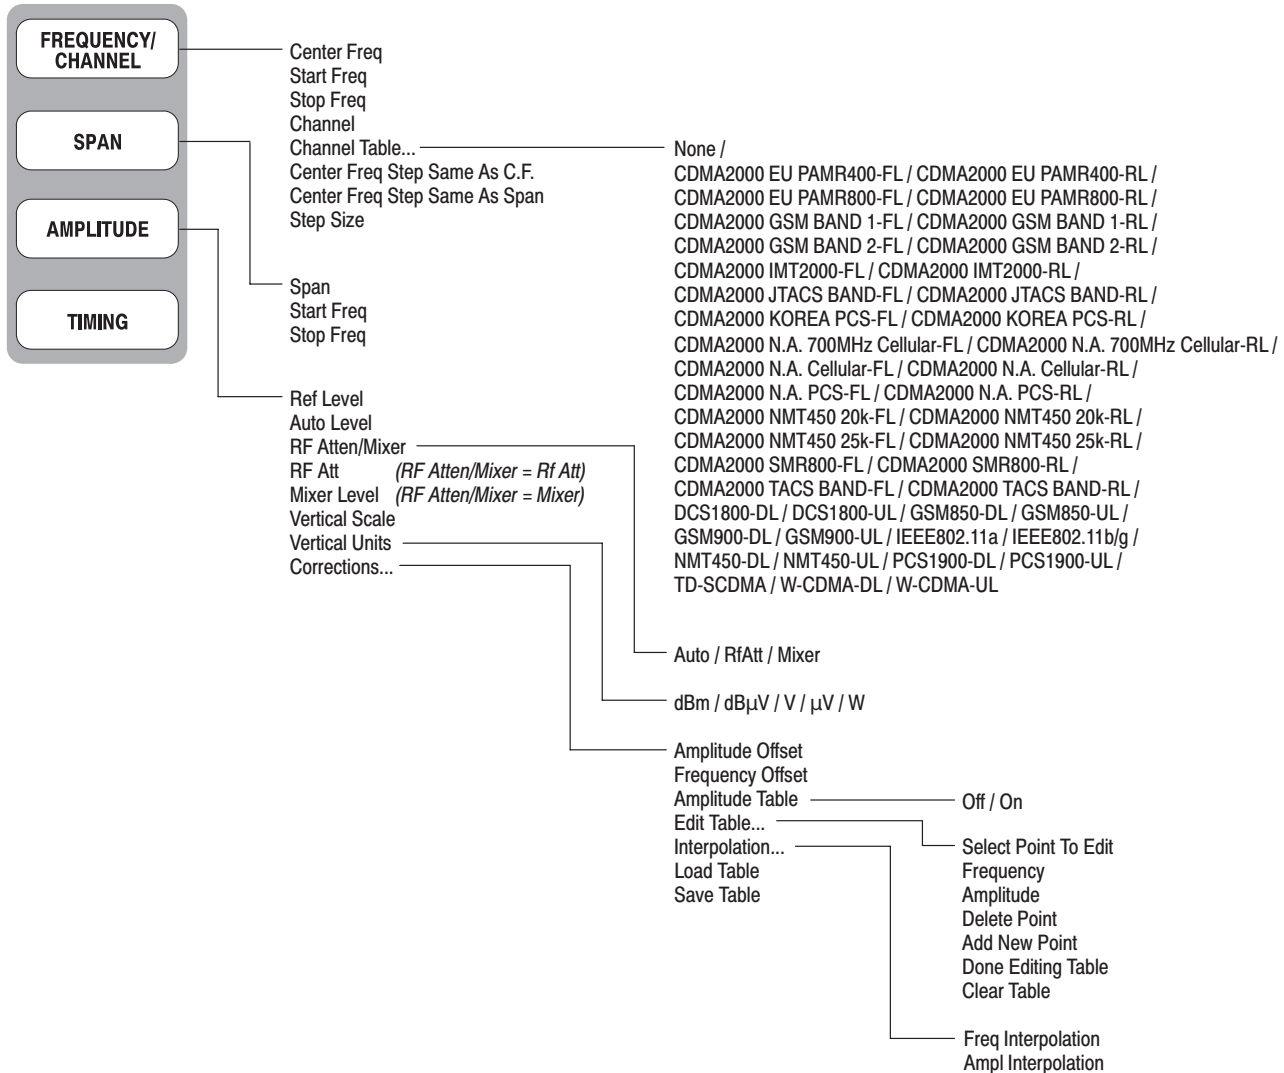 FREQUENCY/
CHANNEL
SPAN
AMPLITUDE
TIMING
Center Freq
Start Freq
Stop Freq
Channel
Channel Table...
Center Freq Step Same As C.F.
Center Freq Step Same As Span
Step Size
None /
CDMA2000 EU PAMR400-FL / CDMA2000 EU PAMR400-RL /
CDMA2000 EU PAMR800-FL / CDMA2000 EU PAMR800-RL /
CDMA2000 GSM BAND 1-FL / CDMA2000 GSM BAND 1-RL /
CDMA2000 GSM BAND 2-FL / CDMA2000 GSM BAND 2-RL /
CDMA2000 IMT2000-FL / CDMA2000 IMT2000-RL /
CDMA2000 JTACS BAND-FL / CDMA2000 JTACS BAND-RL /
CDMA2000 KOREA PCS-FL / CDMA2000 KOREA PCS-RL /
CDMA2000 N.A. 700MHz Cellular-FL / CDMA2000 N.A. 700MHz Cellular-RL /
CDMA2000 N.A. Cellular-FL / CDMA2000 N.A. Cellular-RL /
CDMA2000 N.A. PCS-FL / CDMA2000 N.A. PCS-RL /
CDMA2000 NMT450 20k-FL / CDMA2000 NMT450 20k-RL /
CDMA2000 NMT450 25k-FL / CDMA2000 NMT450 25k-RL /
CDMA2000 SMR800-FL / CDMA2000 SMR800-RL /
CDMA2000 TACS BAND-FL / CDMA2000 TACS BAND-RL /
DCS1800-DL / DCS1800-UL / GSM850-DL / GSM850-UL /
GSM900-DL / GSM900-UL / IEEE802.11a / IEEE802.11b/g /
NMT450-DL / NMT450-UL / PCS1900-DL / PCS1900-UL /
TD-SCDMA / W-CDMA-DL / W-CDMA-UL
Span
Start Freq
Stop Freq
Ref Level
Auto Level
RF Atten/Mixer
RF Att (RF Atten/Mixer = Rf Att)
Mixer Level (RF Atten/Mixer = Mixer)
Vertical Scale
Vertical Units
Corrections...
Auto / RfAtt / Mixer
dBm / dBµV / V / µV / W
Amplitude Offset
Frequency Offset
Amplitude Table
Edit Table...
Interpolation...
Load Table
Save Table
Off / On
Select Point To Edit
Frequency
Amplitude
Delete Point
Add New Point
Done Editing Table
Clear Table
Freq Interpolation
Ampl Interpolation